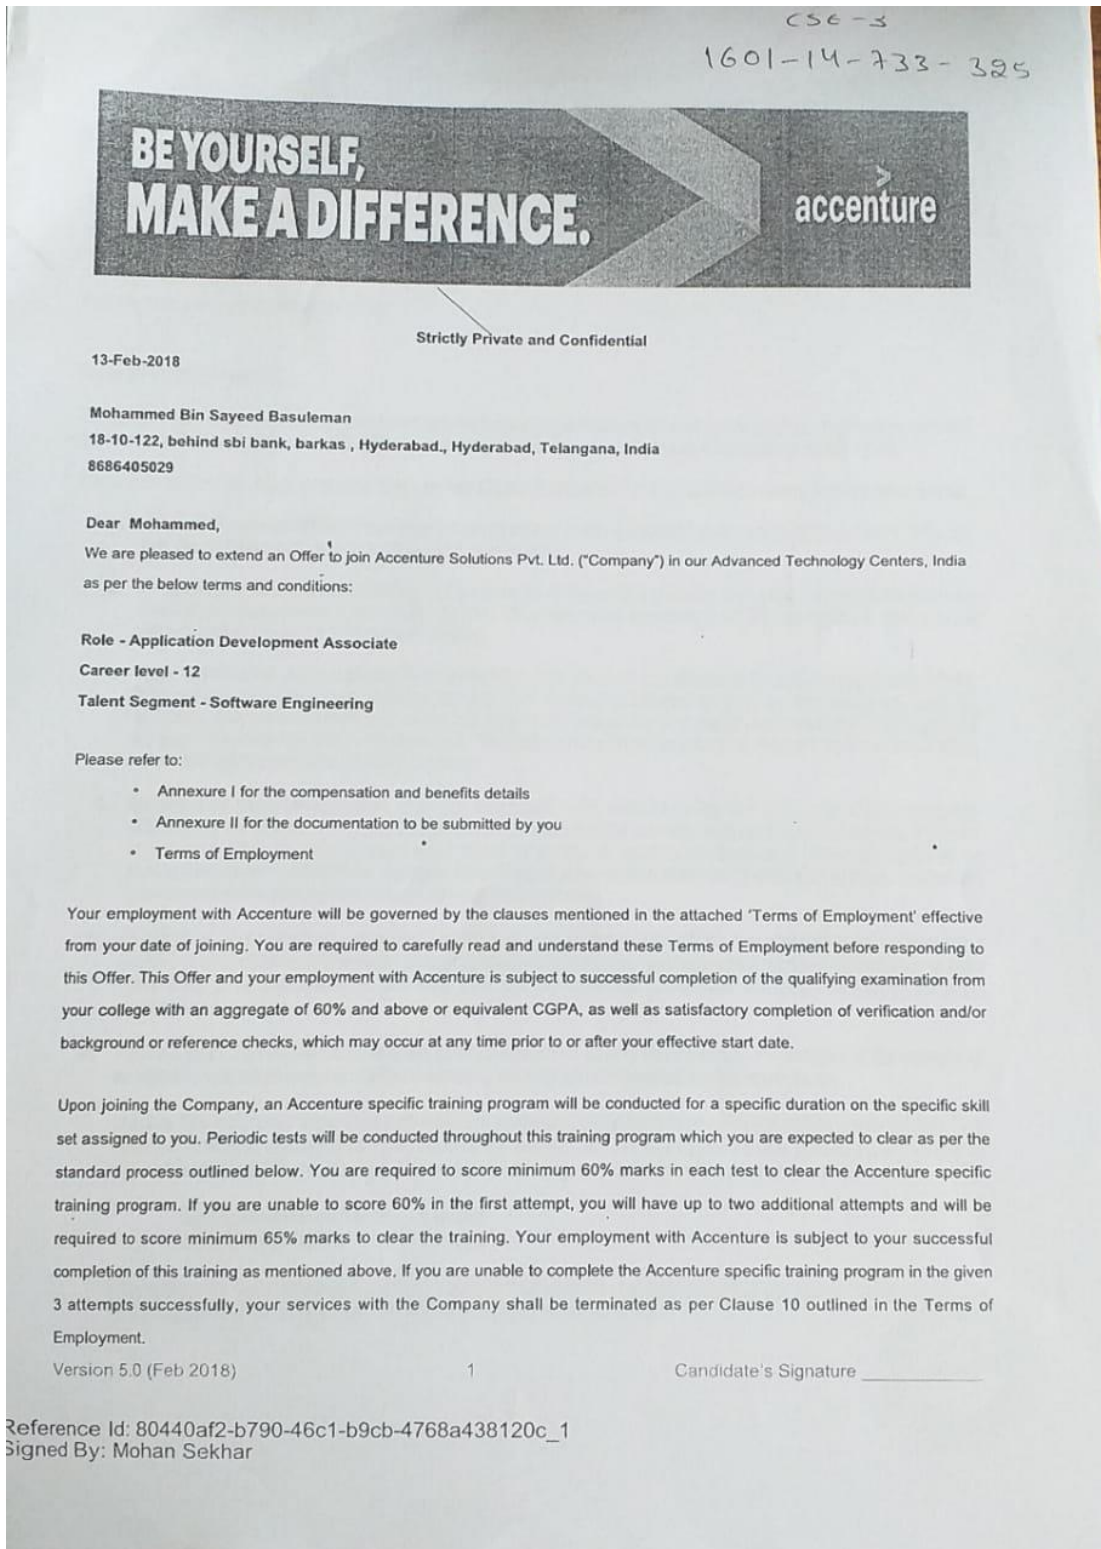 CSE-3
1601-14-733-325
BE YOURSELF,
MAKE A DIFFERENCE.
>
accenture
Strictly Private and Confidential
13-Feb-2018
Mohammed Bin Sayeed Basuleman
18-10-122, behind sbi bank, barkas , Hyderabad., Hyderabad, Telangana, India
8686405029
Dear Mohammed,
We are pleased to extend an Offer to join Accenture Solutions Pvt. Ltd. ("Company") in our Advanced Technology Centers, India
as per the below terms and conditions:
Role - Application Development Associate
Career level - 12
Talent Segment - Software Engineering
Please refer to:
• Annexure I for the compensation and benefits details
• Annexure II for the documentation to be submitted by you
• Terms of Employment
Your employment with Accenture will be governed by the clauses mentioned in the attached 'Terms of Employment' effective
from your date of joining. You are required to carefully read and understand these Terms of Employment before responding to
this Offer. This Offer and your employment with Accenture is subject to successful completion of the qualifying examination from
your college with an aggregate of 60% and above or equivalent CGPA, as well as satisfactory completion of verification and/or
background or reference checks, which may occur at any time prior to or after your effective start date.
Upon joining the Company, an Accenture specific training program will be conducted for a specific duration on the specific skill
set assigned to you. Periodic tests will be conducted throughout this training program which you are expected to clear as per the
standard process outlined below. You are required to score minimum 60% marks in each test to clear the Accenture specific
training program. If you are unable to score 60% in the first attempt, you will have up to two additional attempts and will be
required to score minimum 65% marks to clear the training. Your employment with Accenture is subject to your successful
completion of this training as mentioned above. If you are unable to complete the Accenture specific training program in the given
3 attempts successfully, your services with the Company shall be terminated as per Clause 10 outlined in the Terms of
Employment.
Version 5.0 (Feb 2018) 1 Candidate's Signature ____________
Reference Id: 80440af2-b790-46c1-b9cb-4768a438120c_1
Signed By: Mohan Sekhar